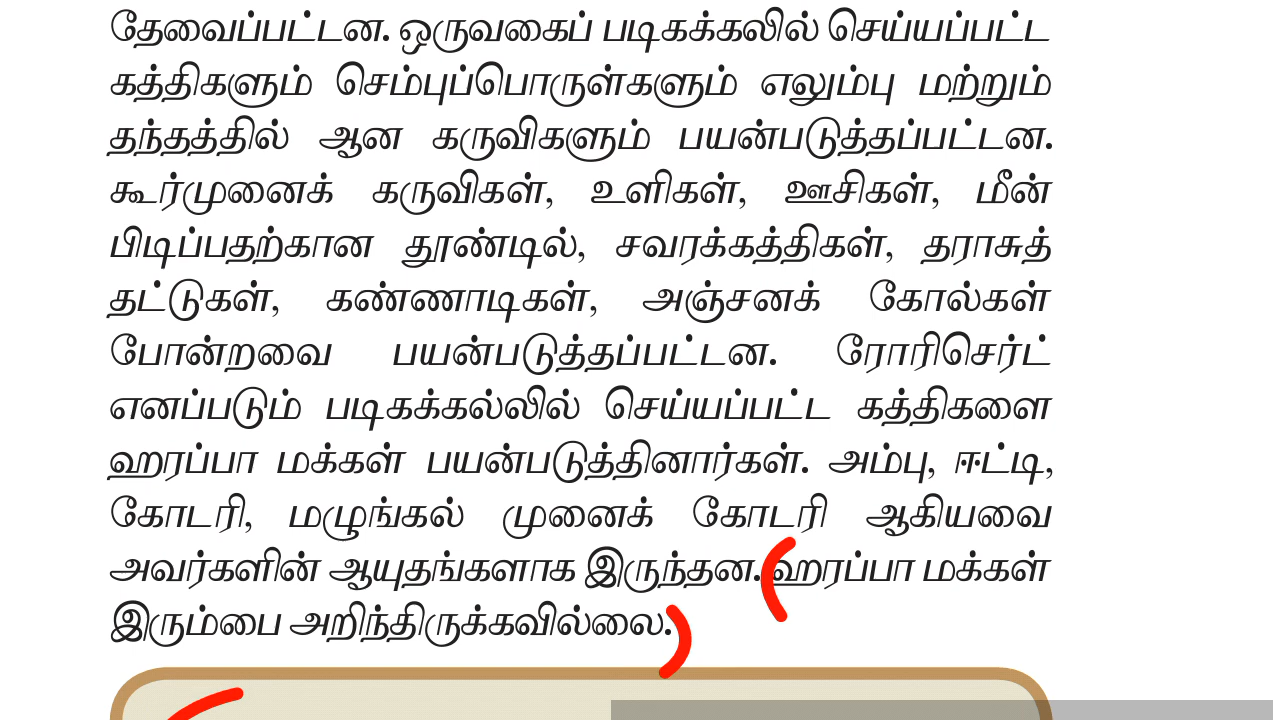 தேவைப்பட்டன. ஒருவகைப் படிகக்கலில் செய்யப்பட்ட
கத்திகளும் செம்புப்பொருள்களும் எலும்பு மற்றும்
தந்தத்தில் ஆன கருவிகளும் பயன்படுத்தப்பட்டன.
கூர்முனைக் கருவிகள், உளிகள், ஊசிகள், மீன்
பிடிப்பதற்கான தூண்டில், சவரக்கத்திகள், தராசுத்
தட்டுகள், கண்ணாடிகள், அஞ்சனக் கோல்கள்
போன்றவை பயன்படுத்தப்பட்டன. ரோரிசெர்ட்
எனப்படும் படிகக்கல்லில் செய்யப்பட்ட கத்திகளை
ஹரப்பா மக்கள் பயன்படுத்தினார்கள். அம்பு, ஈட்டி,
கோடரி, மழுங்கல் முனைக் கோடரி ஆகியவை
அவர்களின் ஆயுதங்களாக இருந்தன. ஹரப்பா மக்கள்
இரும்பை அறிந்திருக்கவில்லை.